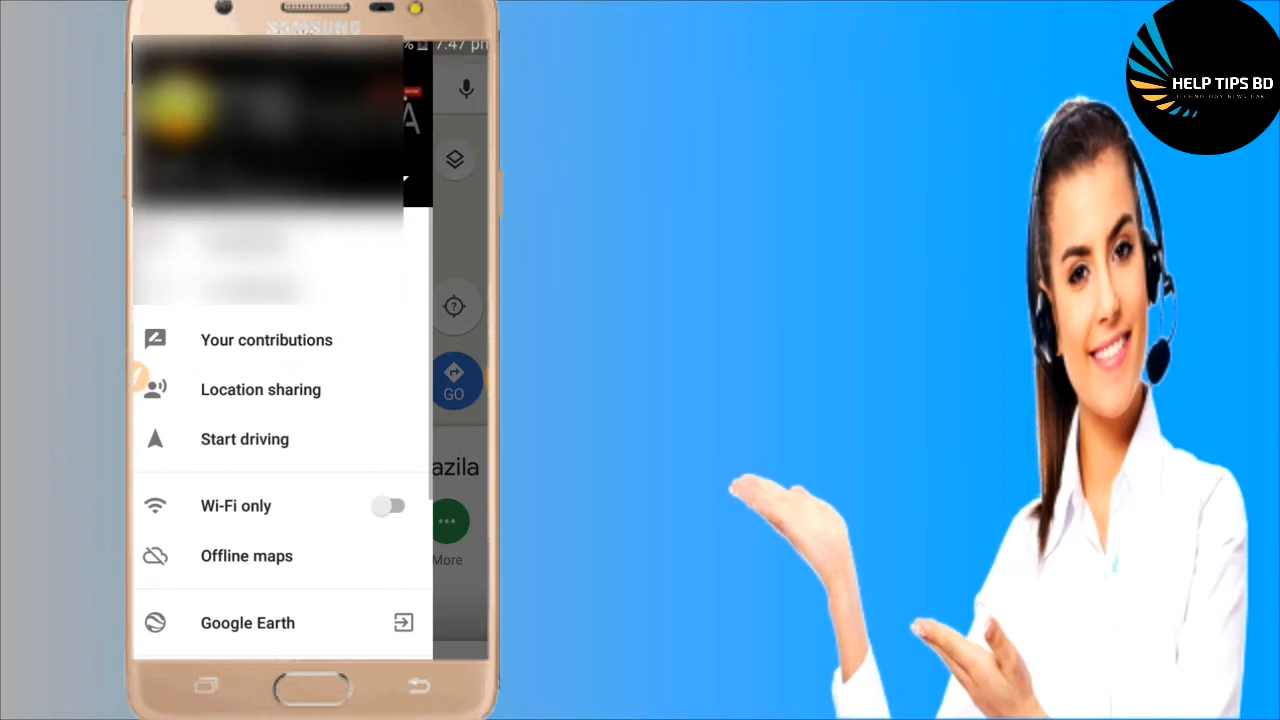 SAMSUNG
7:47 pm
Your contributions
Location sharing
GO
Start driving
azila
Wi-Fi only
Offline maps
More
Google Earth
HELP TIPS BD